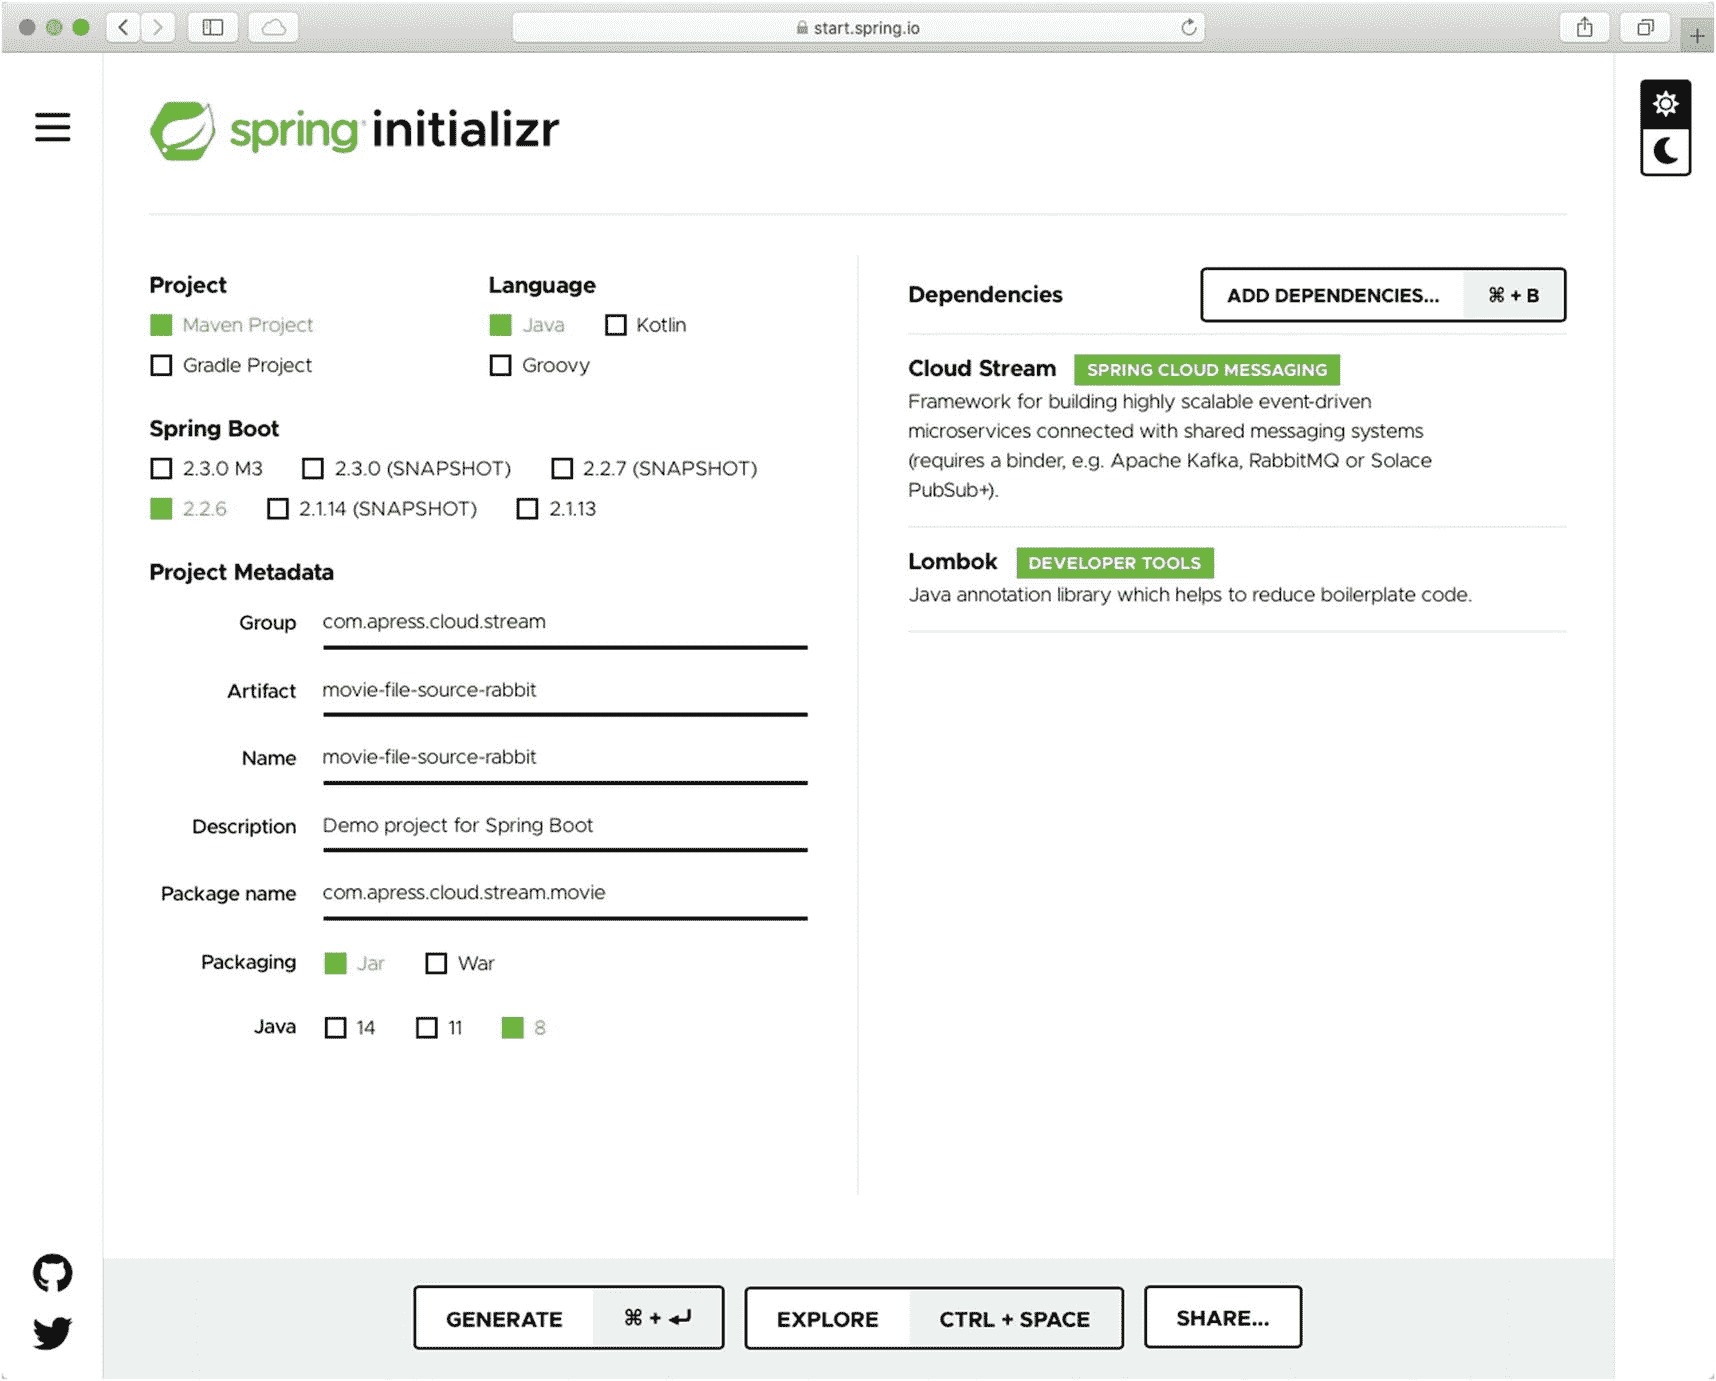 start.spring.io
spring initializr
Project
Maven Project
Gradle Project
Language
Java Kotlin
Groovy
Spring Boot
2.3.0 M3 2.3.0 (SNAPSHOT) 2.2.7 (SNAPSHOT)
2.2.6 2.1.14 (SNAPSHOT) 2.1.13
Project Metadata
Group com.apress.cloud.stream
Artifact movie-file-source-rabbit
Name movie-file-source-rabbit
Description Demo project for Spring Boot
Package name com.apress.cloud.stream.movie
Packaging Jar War
Java 14 11 8
Dependencies ADD DEPENDENCIES... ⌘ + B
Cloud Stream SPRING CLOUD MESSAGING
Framework for building highly scalable event-driven
microservices connected with shared messaging systems
(requires a binder, e.g. Apache Kafka, RabbitMQ or Solace
PubSub+).
Lombok DEVELOPER TOOLS
Java annotation library which helps to reduce boilerplate code.
GENERATE ⌘ + ↵ EXPLORE CTRL + SPACE SHARE...